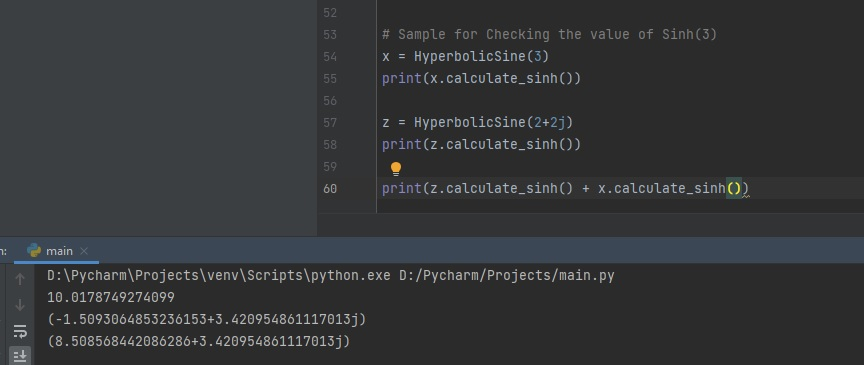 52
53 # Sample for Checking the value of Sinh(3)
54 x = HyperbolicSine(3)
55 print(x.calculate_sinh())
56
57 z = HyperbolicSine(2+2j)
58 print(z.calculate_sinh())
59
60 print(z.calculate_sinh() + x.calculate_sinh())
n: main
D:\Pycharm\Projects\venv\Scripts\python.exe D:/Pycharm/Projects/main.py
10.0178749274099
(-1.5093064853236153+3.420954861117013j)
(8.508568442086286+3.420954861117013j)